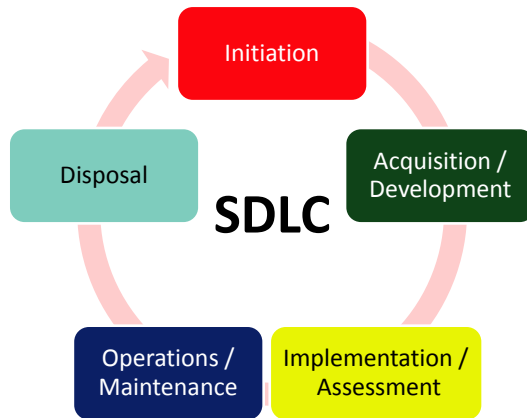 Initiation
Acquisition /
Development
Implementation /
Assessment
Operations /
Maintenance
Disposal
SDLC